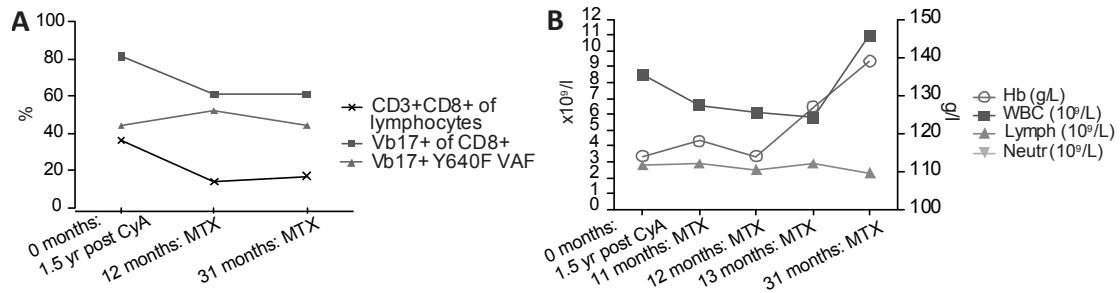 A
100
80
60
40
20
0
%
0 months:
1.5 yr post CyA
12 months: MTX
31 months: MTX
CD3+CD8+ of
lymphocytes
Vb17+ of CD8+
Vb17+ Y640F VAF
B
12
11
10
9
8
7
6
5
4
3
2
1
0
x10⁹/l
150
140
130
120
110
100
g/l
0 months:
1.5 yr post CyA
11 months: MTX
12 months: MTX
13 months: MTX
31 months: MTX
Hb (g/L)
WBC (10⁹/L)
Lymph (10⁹/L)
Neutr (10⁹/L)